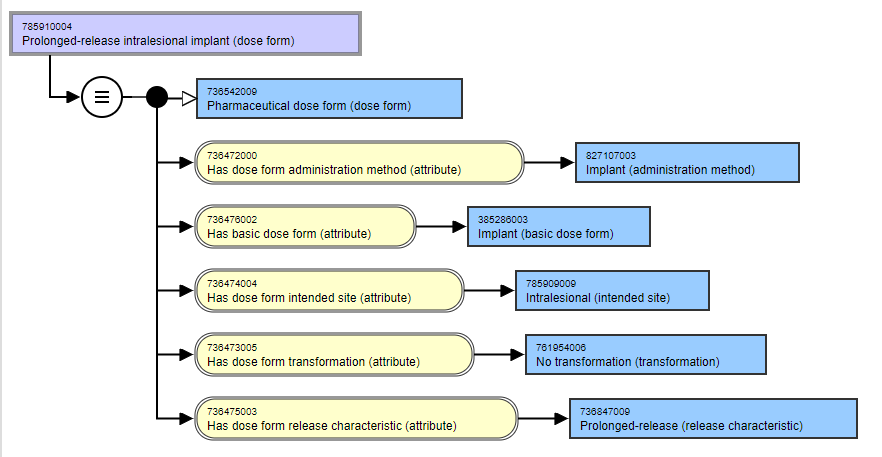 785910004
Prolonged-release intralesional implant (dose form)
736542009
Pharmaceutical dose form (dose form)
736472000
Has dose form administration method (attribute)
827107003
Implant (administration method)
736476002
Has basic dose form (attribute)
385286003
Implant (basic dose form)
736474004
Has dose form intended site (attribute)
785909009
Intralesional (intended site)
736473005
Has dose form transformation (attribute)
761954006
No transformation (transformation)
736475003
Has dose form release characteristic (attribute)
736847009
Prolonged-release (release characteristic)